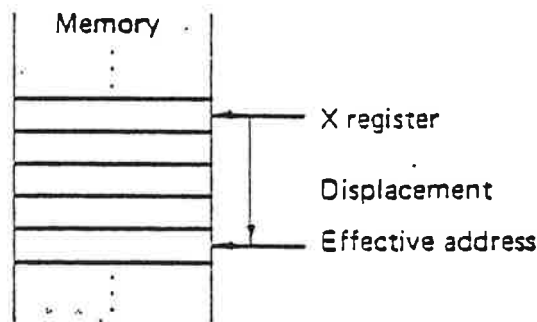 Memory
X register
Displacement
Effective address